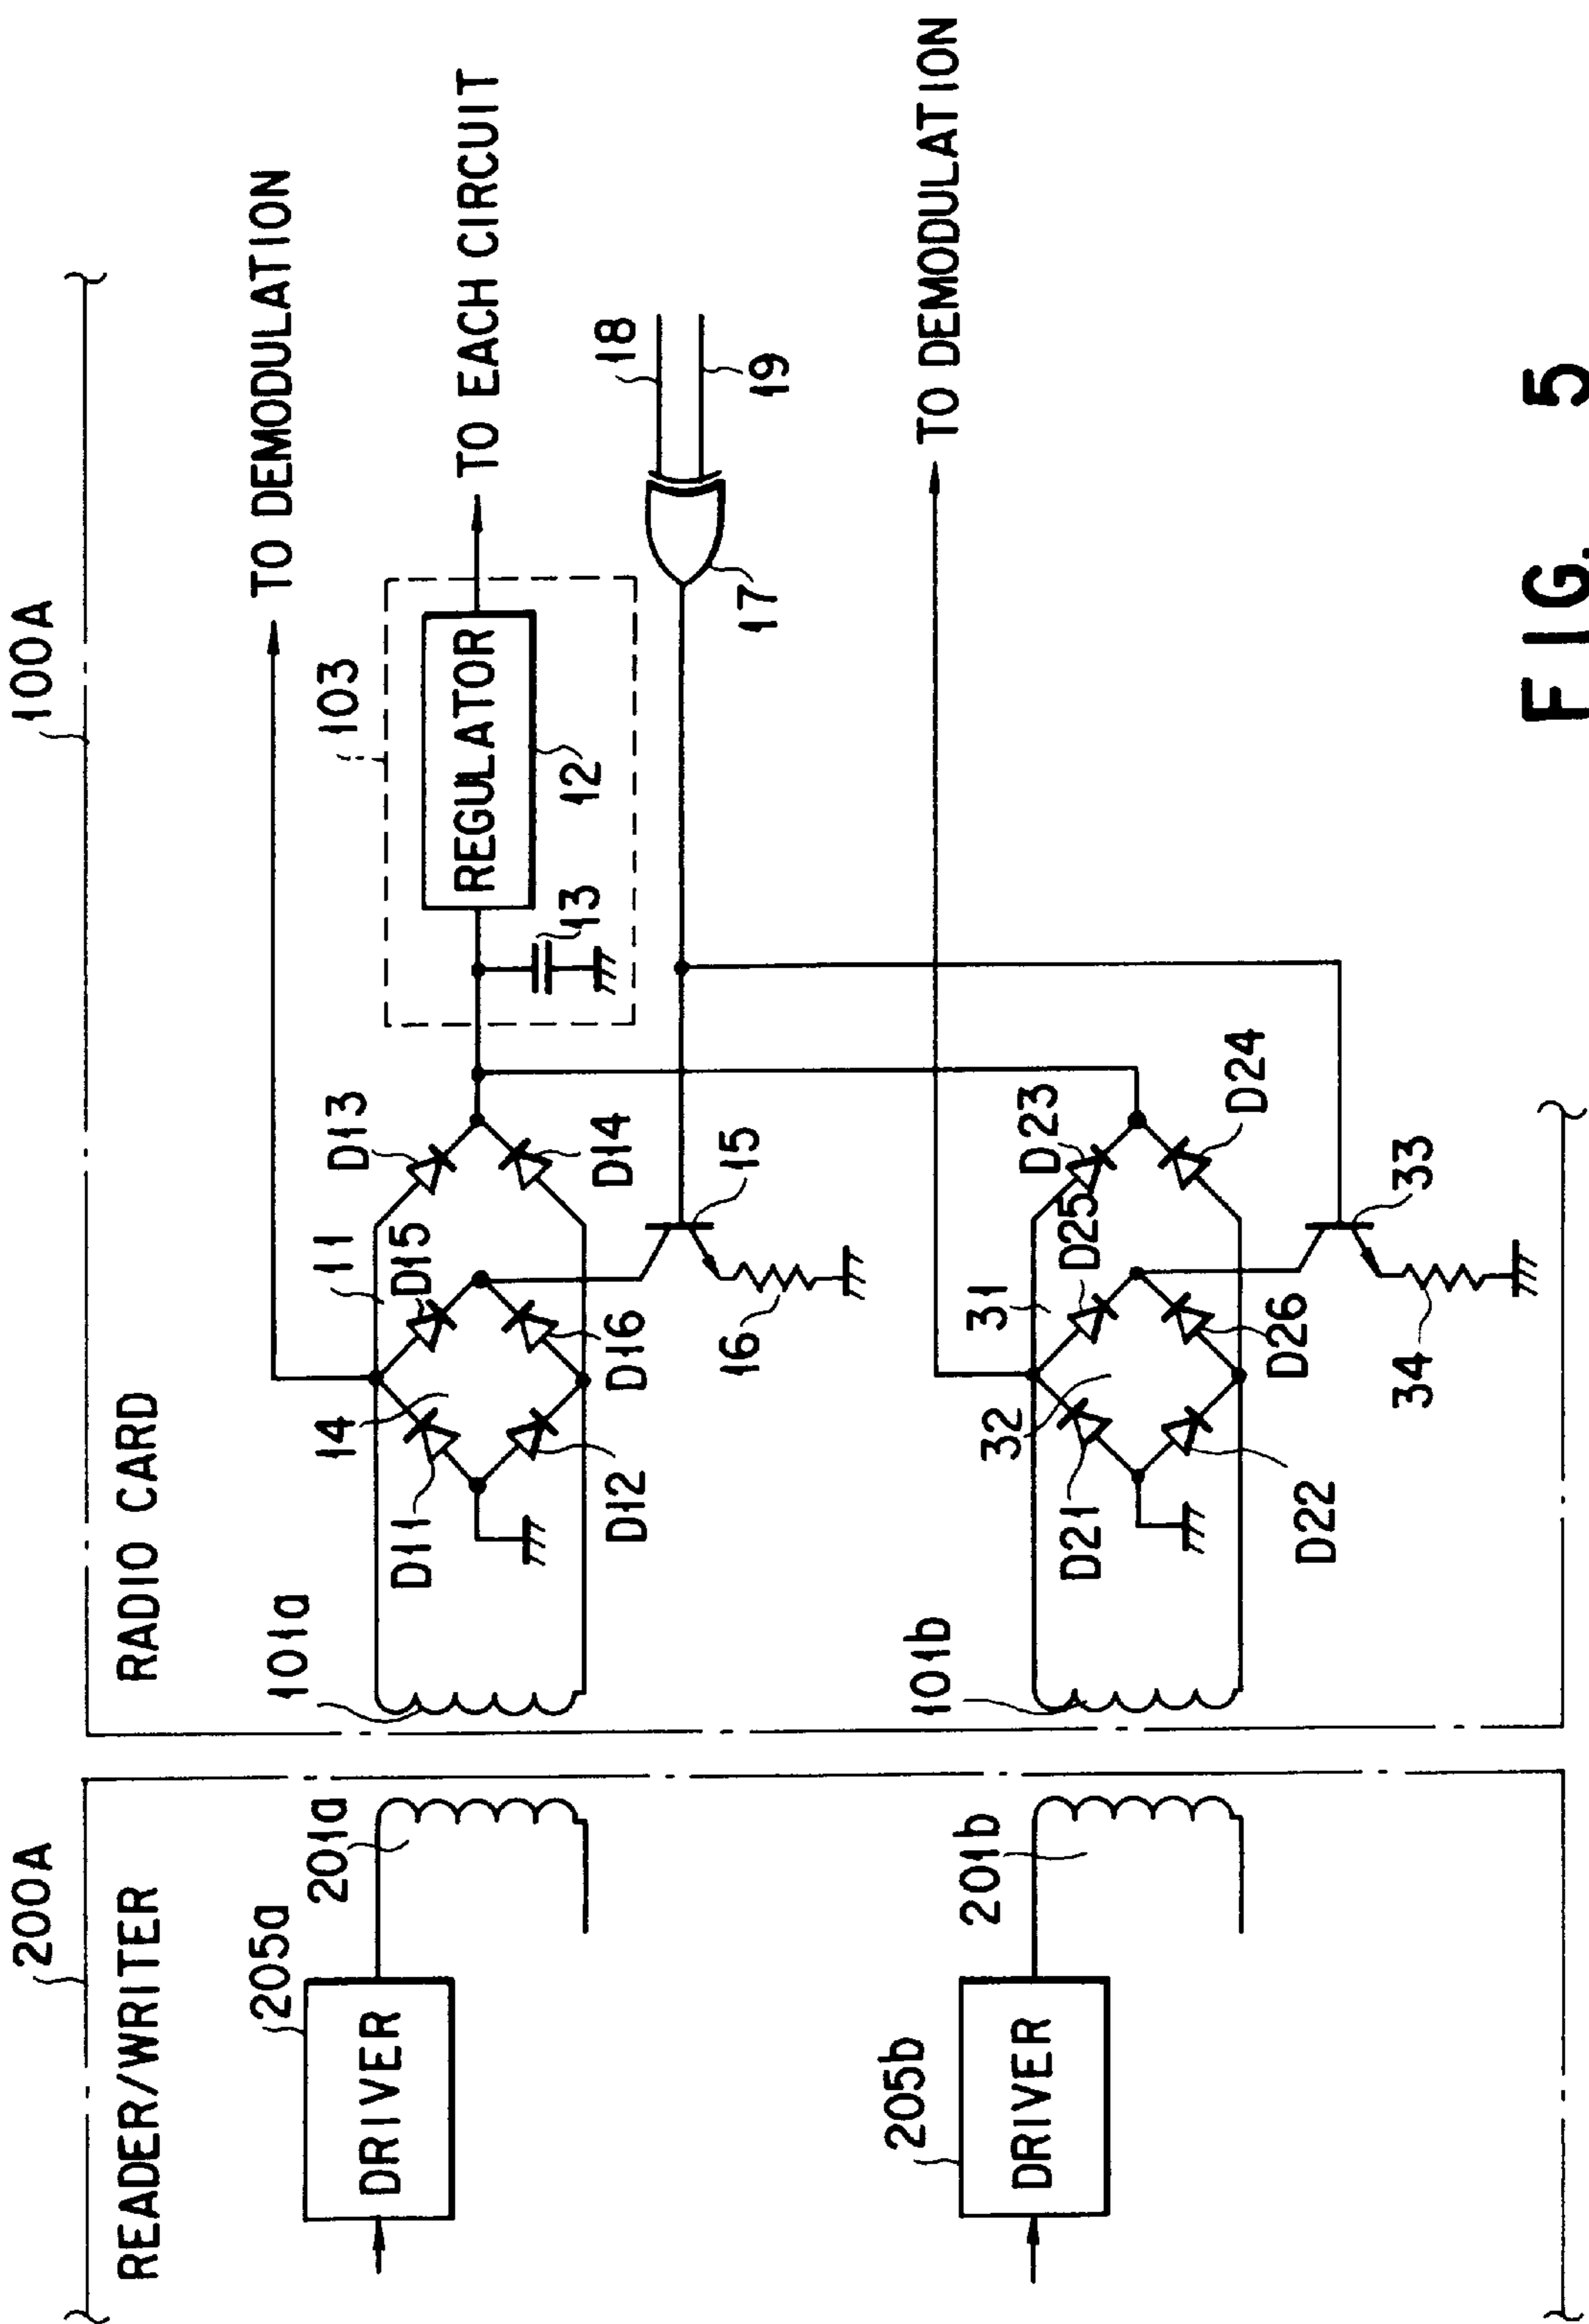 200A
READER/WRITER
205a
DRIVER
201a
205b
DRIVER
201b
100A
RADIO CARD
101a
TO DEMODULATION
14
11
D15
D13
D11
D12
D16
D14
15
16
103
REGULATOR
12
13
TO EACH CIRCUIT
17
18
19
101b
TO DEMODULATION
32
31
D25
D23
D21
D22
D26
D24
33
34
FIG. 5